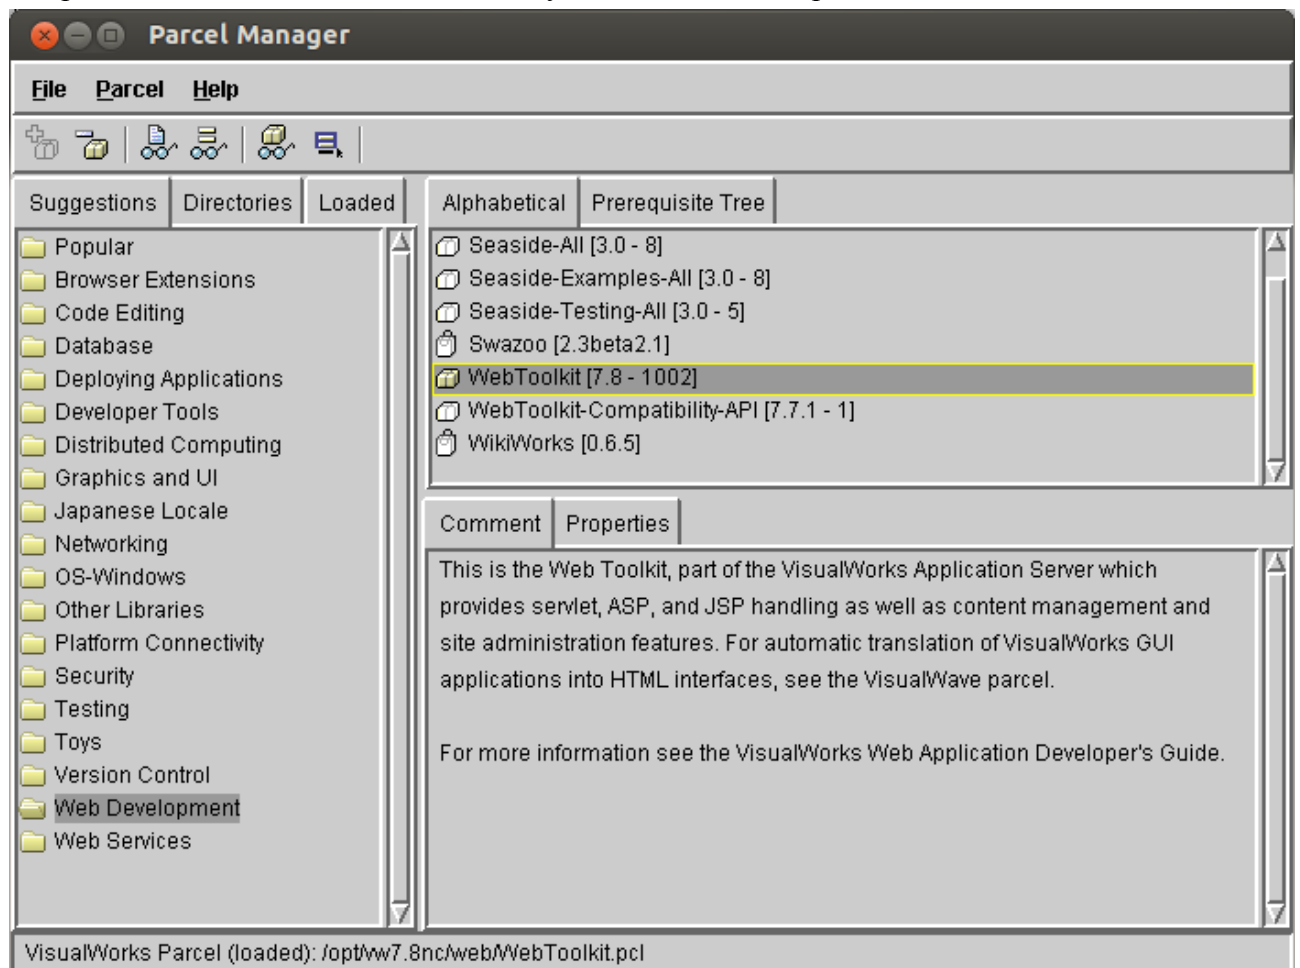 Parcel Manager
File Parcel Help
Suggestions Directories Loaded
Popular
Browser Extensions
Code Editing
Database
Deploying Applications
Developer Tools
Distributed Computing
Graphics and UI
Japanese Locale
Networking
OS-Windows
Other Libraries
Platform Connectivity
Security
Testing
Toys
Version Control
Web Development
Web Services
Alphabetical Prerequisite Tree
Seaside-All [3.0 - 8]
Seaside-Examples-All [3.0 - 8]
Seaside-Testing-All [3.0 - 5]
Swazoo [2.3beta2.1]
WebToolkit [7.8 - 1002]
WebToolkit-Compatibility-API [7.7.1 - 1]
WikiWorks [0.6.5]
Comment Properties
This is the Web Toolkit, part of the VisualWorks Application Server which
provides servlet, ASP, and JSP handling as well as content management and
site administration features. For automatic translation of VisualWorks GUI
applications into HTML interfaces, see the VisualWave parcel.
For more information see the VisualWorks Web Application Developer's Guide.
VisualWorks Parcel (loaded): /opt/vw7.8nc/web/WebToolkit.pcl